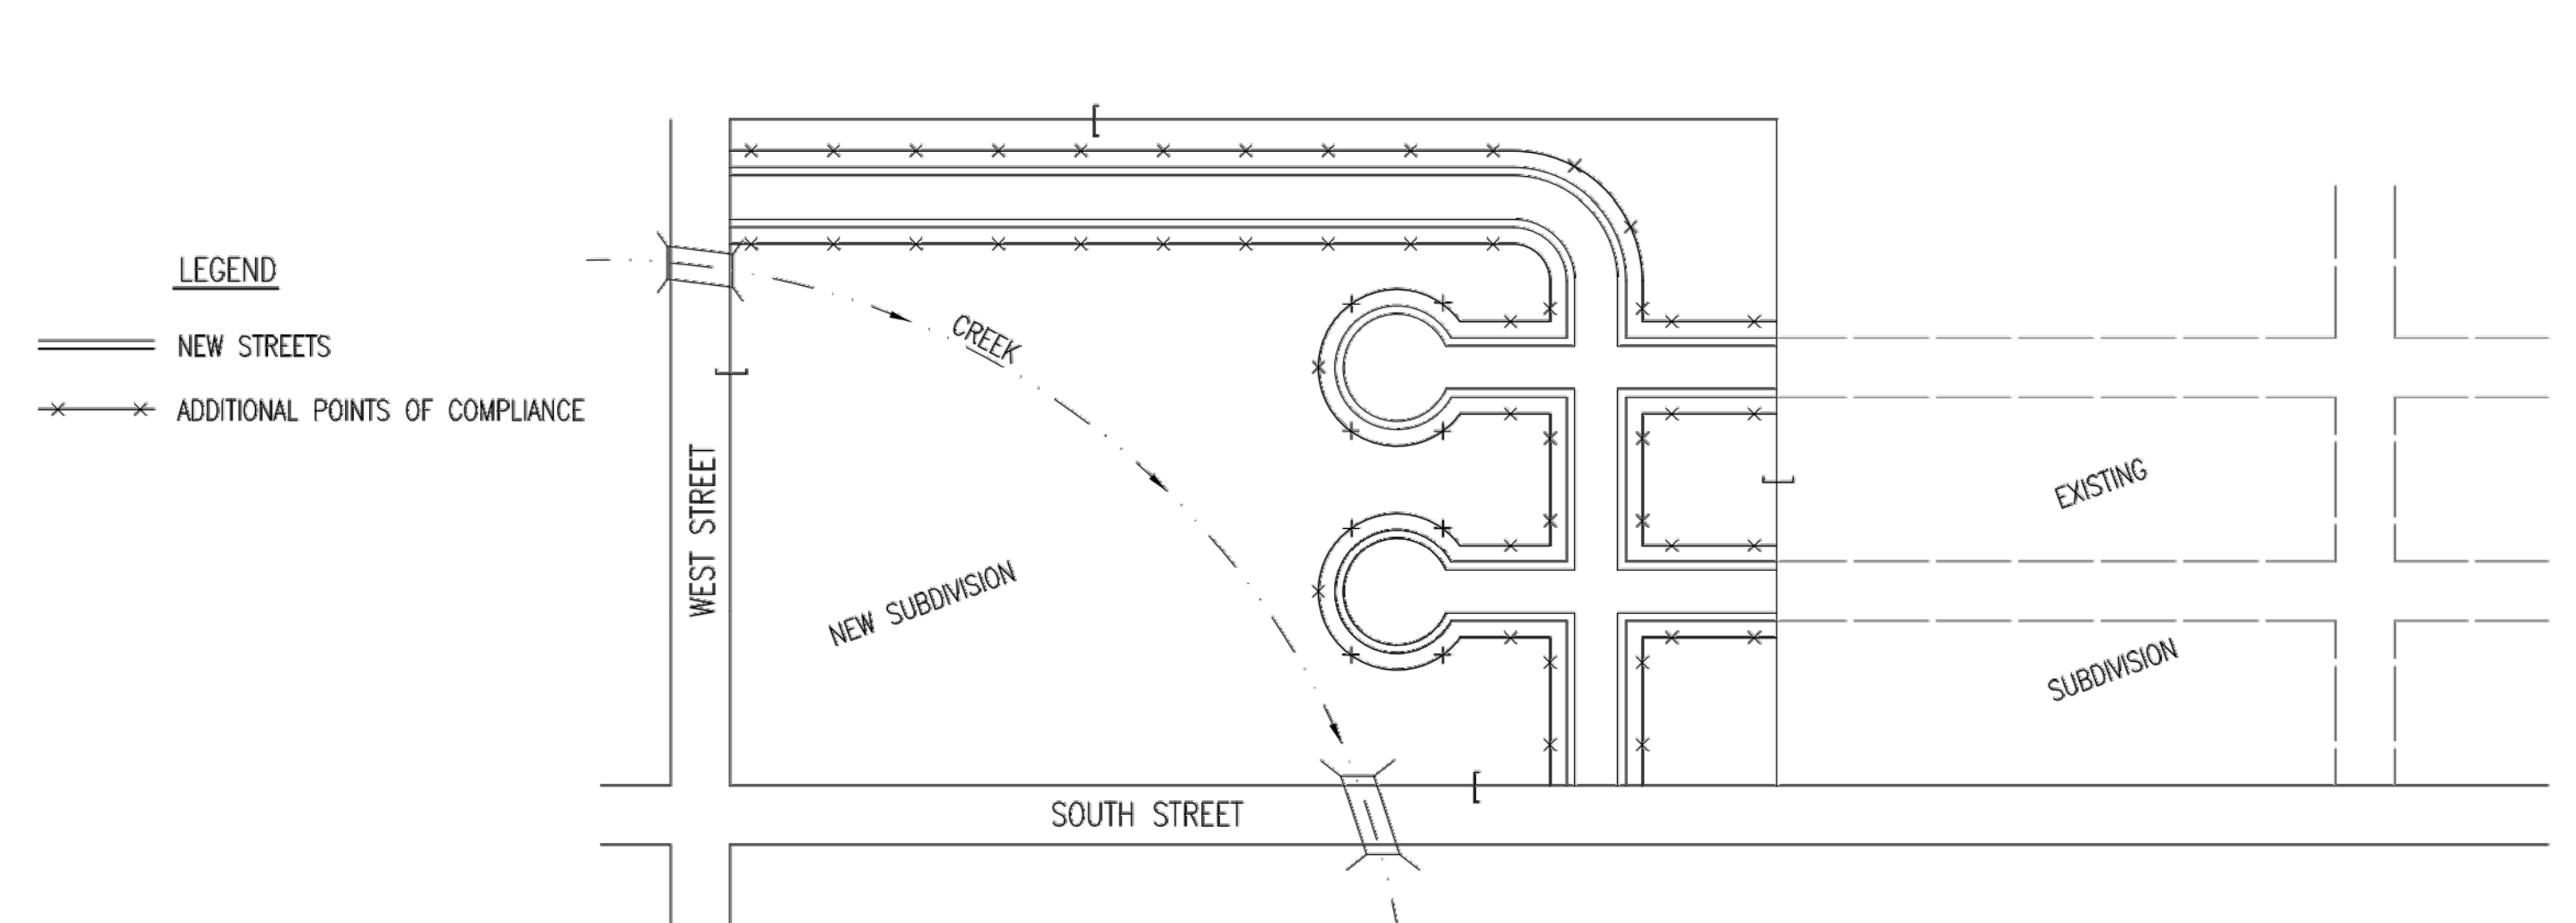 LEGEND
NEW STREETS
ADDITIONAL POINTS OF COMPLIANCE
CREEK
WEST STREET
NEW SUBDIVISION
EXISTING
SUBDIVISION
SOUTH STREET